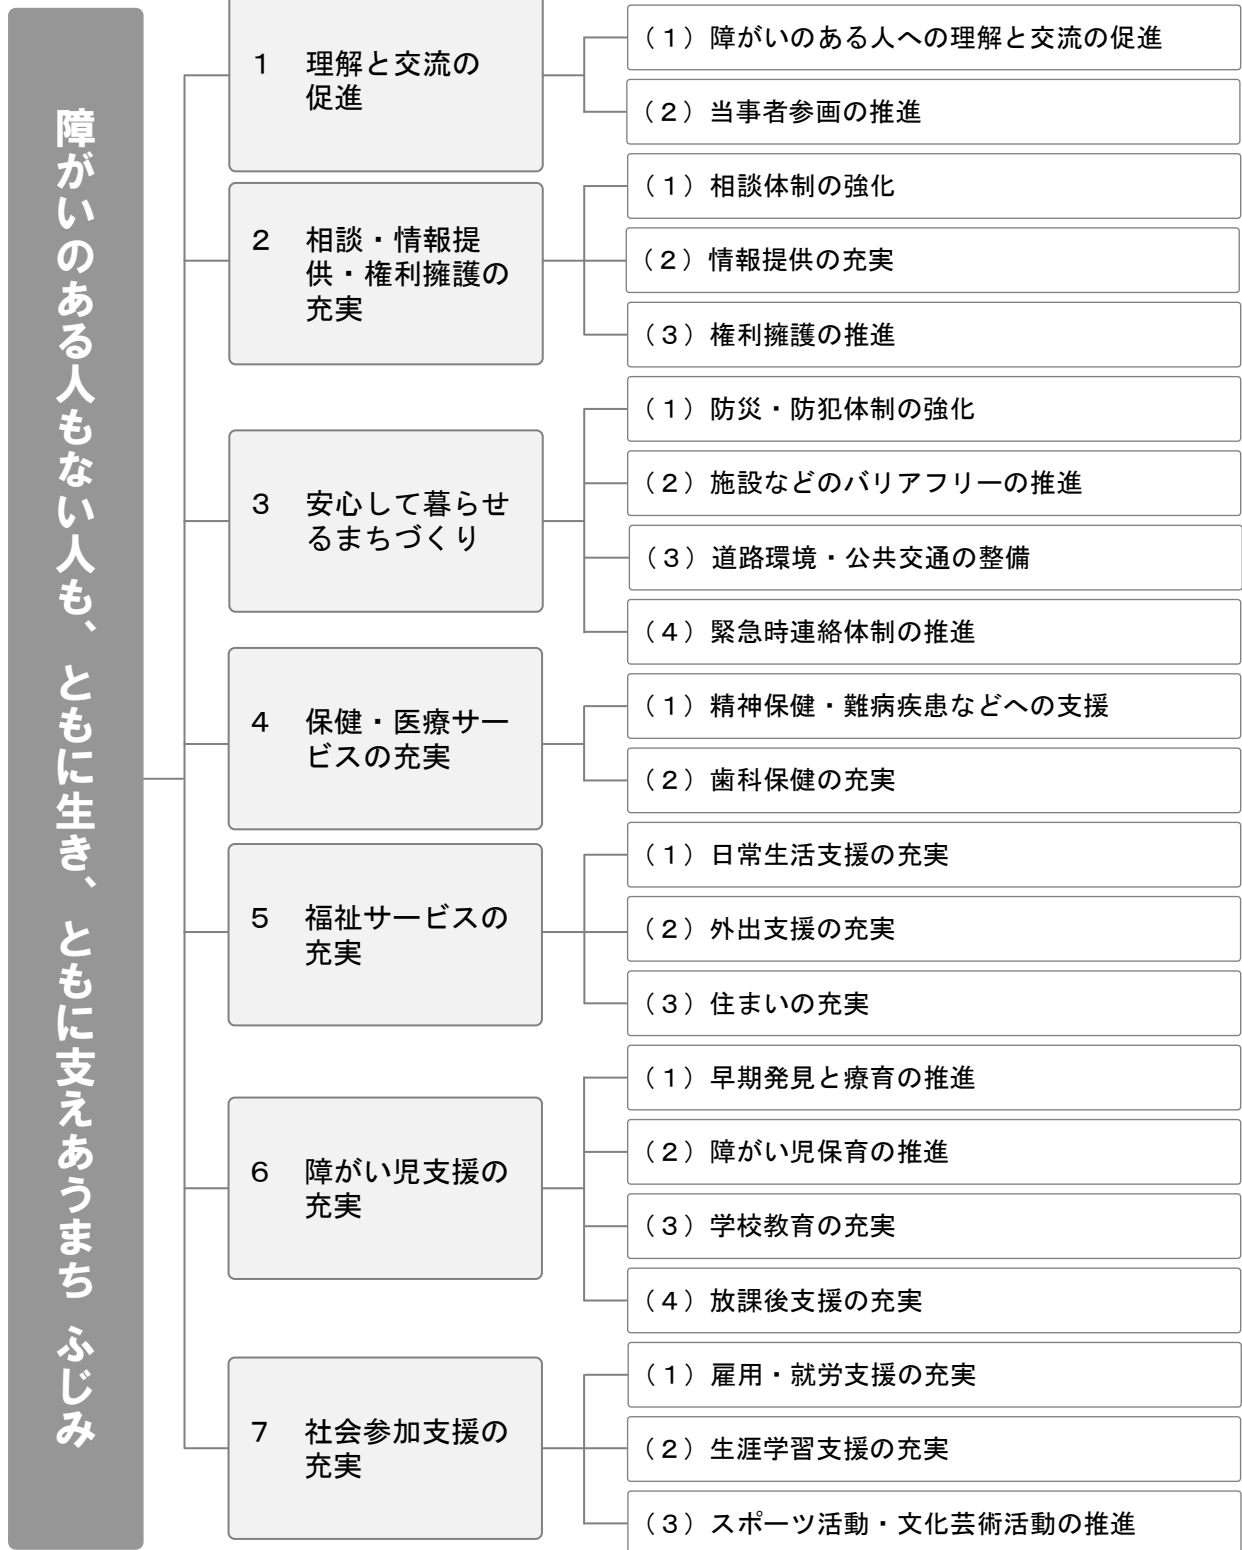 障がいのある人もない人も、ともに生き、ともに支えあうまち ふじみ
１ 理解と交流の
促進
（１）障がいのある人への理解と交流の促進
（２）当事者参画の推進
２ 相談・情報提
供・権利擁護の
充実
（１）相談体制の強化
（２）情報提供の充実
（３）権利擁護の推進
３ 安心して暮らせ
るまちづくり
（１）防災・防犯体制の強化
（２）施設などのバリアフリーの推進
（３）道路環境・公共交通の整備
（４）緊急時連絡体制の推進
４ 保健・医療サー
ビスの充実
（１）精神保健・難病疾患などへの支援
（２）歯科保健の充実
５ 福祉サービスの
充実
（１）日常生活支援の充実
（２）外出支援の充実
（３）住まいの充実
６ 障がい児支援の
充実
（１）早期発見と療育の推進
（２）障がい児保育の推進
（３）学校教育の充実
（４）放課後支援の充実
７ 社会参加支援の
充実
（１）雇用・就労支援の充実
（２）生涯学習支援の充実
（３）スポーツ活動・文化芸術活動の推進